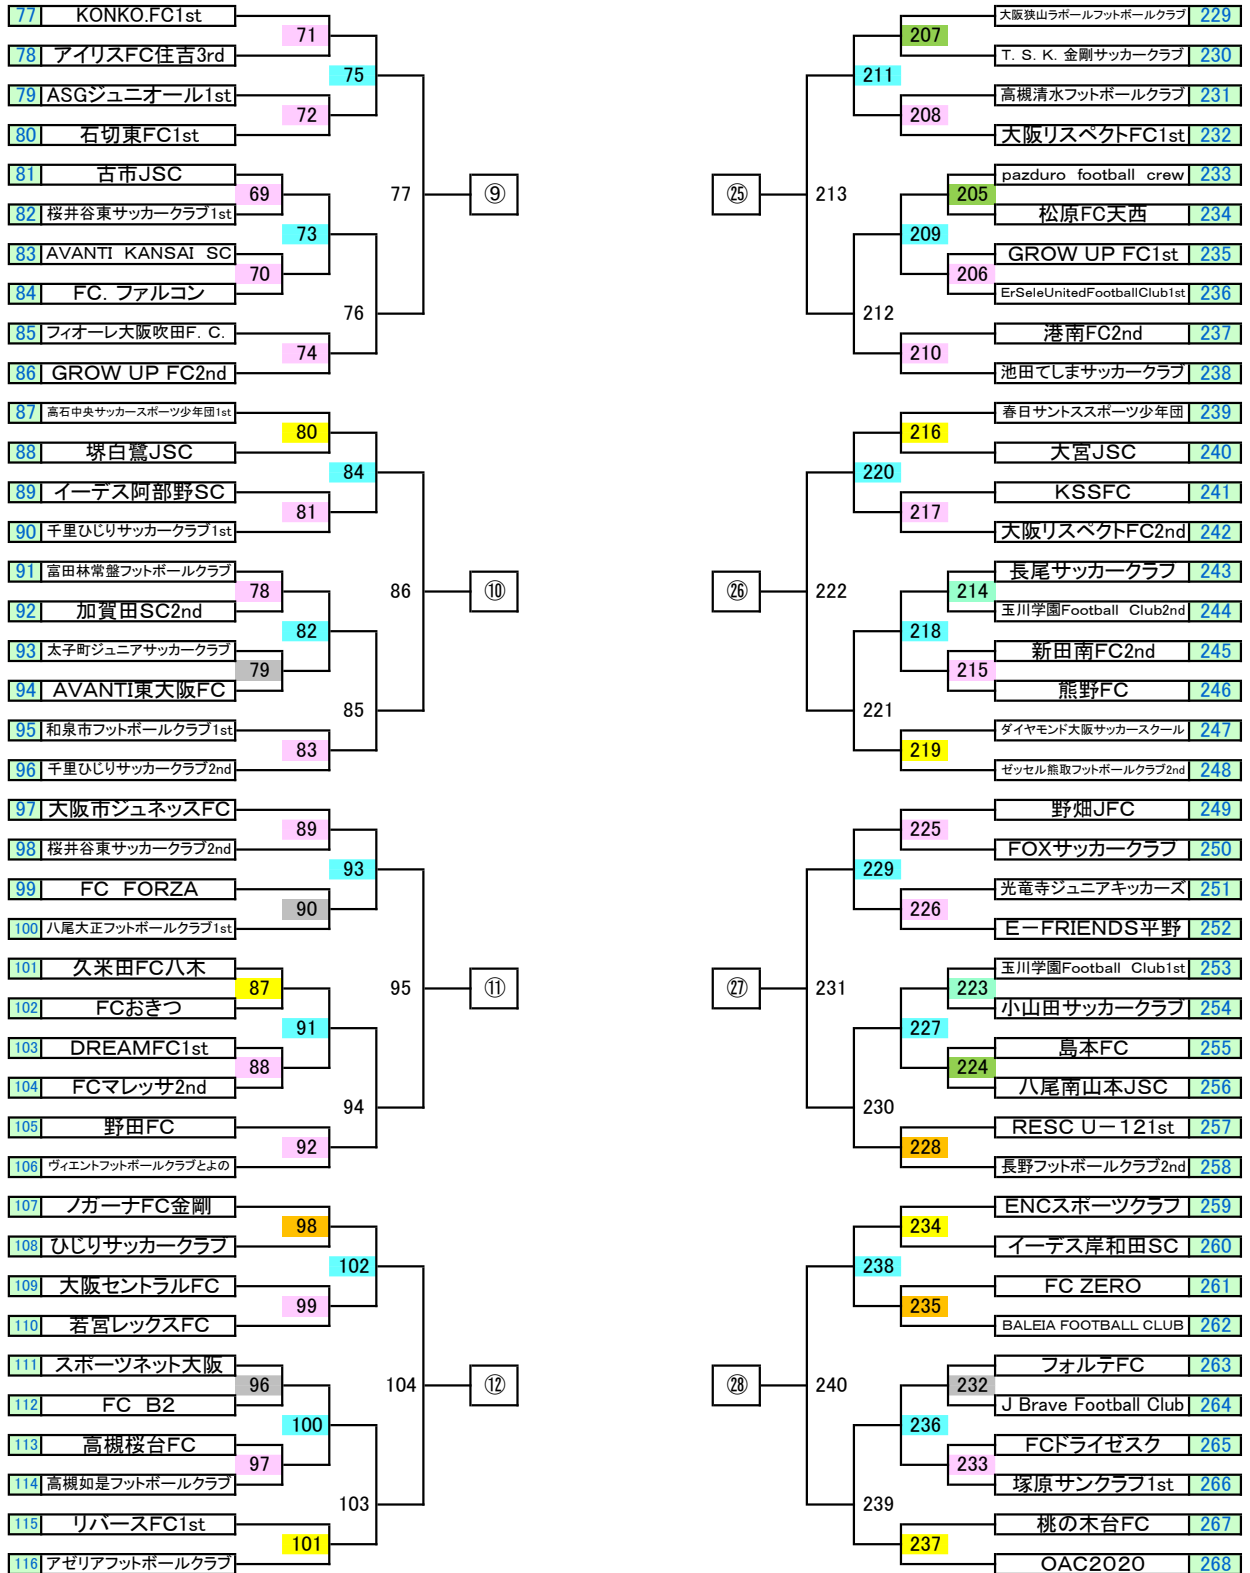 77 KONKO.FC1st
71
78 アイリスFC住吉3rd
75
79 ASGジュニオール1st
72
80 石切東FC1st
81 古市JSC
69
77
⑨
82 桜井谷東サッカークラブ1st
73
83 AVANTI KANSAI SC
70
84 FC. ファルコン
76
85 フィオーレ大阪吹田F. C.
74
86 GROW UP FC2nd
87 高石中央サッカースポーツ少年団1st
80
88 堺白鷺JSC
84
89 イーデス阿部野SC
81
90 千里ひじりサッカークラブ1st
91 富田林常盤フットボールクラブ
78
86
⑩
92 加賀田SC2nd
82
93 太子町ジュニアサッカークラブ
79
94 AVANTI東大阪FC
85
95 和泉市フットボールクラブ1st
83
96 千里ひじりサッカークラブ2nd
97 大阪市ジュネッスFC
89
98 桜井谷東サッカークラブ2nd
93
99 FC FORZA
90
100 八尾大正フットボールクラブ1st
101 久米田FC八木
87
95
⑪
102 FCおきつ
91
103 DREAMFC1st
88
104 FCマレッサ2nd
94
105 野田FC
92
106 ヴィエントフットボールクラブとよの
107 ノガーナFC金剛
98
108 ひじりサッカークラブ
102
109 大阪セントラルFC
99
110 若宮レックスFC
111 スポーツネット大阪
96
104
⑫
112 FC B2
100
113 高槻桜台FC
97
114 高槻如是フットボールクラブ
103
115 リバースFC1st
101
116 アゼリアフットボールクラブ
大阪狭山ラポールフットボールクラブ 229
207
T. S. K. 金剛サッカークラブ 230
211
高槻清水フットボールクラブ 231
208
大阪リスペクトFC1st 232
pazduro football crew 233
㉕
213
205
松原FC天西 234
209
GROW UP FC1st 235
206
ErSeleUnitedFootballClub1st 236
212
港南FC2nd 237
210
池田てしまサッカークラブ 238
春日サントススポーツ少年団 239
216
大宮JSC 240
220
KSSFC 241
217
大阪リスペクトFC2nd 242
長尾サッカークラブ 243
㉖
222
214
玉川学園Football Club2nd 244
218
新田南FC2nd 245
215
熊野FC 246
221
ダイヤモンド大阪サッカースクール 247
219
ゼッセル熊取フットボールクラブ2nd 248
野畑JFC 249
225
FOXサッカークラブ 250
229
光竜寺ジュニアキッカーズ 251
226
E－FRIENDS平野 252
玉川学園Football Club1st 253
㉗
231
223
小山田サッカークラブ 254
227
島本FC 255
224
八尾南山本JSC 256
230
RESC U－121st 257
228
長野フットボールクラブ2nd 258
ENCスポーツクラブ 259
234
イーデス岸和田SC 260
238
FC ZERO 261
235
BALEIA FOOTBALL CLUB 262
フォルテFC 263
㉘
240
232
J Brave Football Club 264
236
FCドライゼスク 265
233
塚原サンクラブ1st 266
239
桃の木台FC 267
237
OAC2020 268